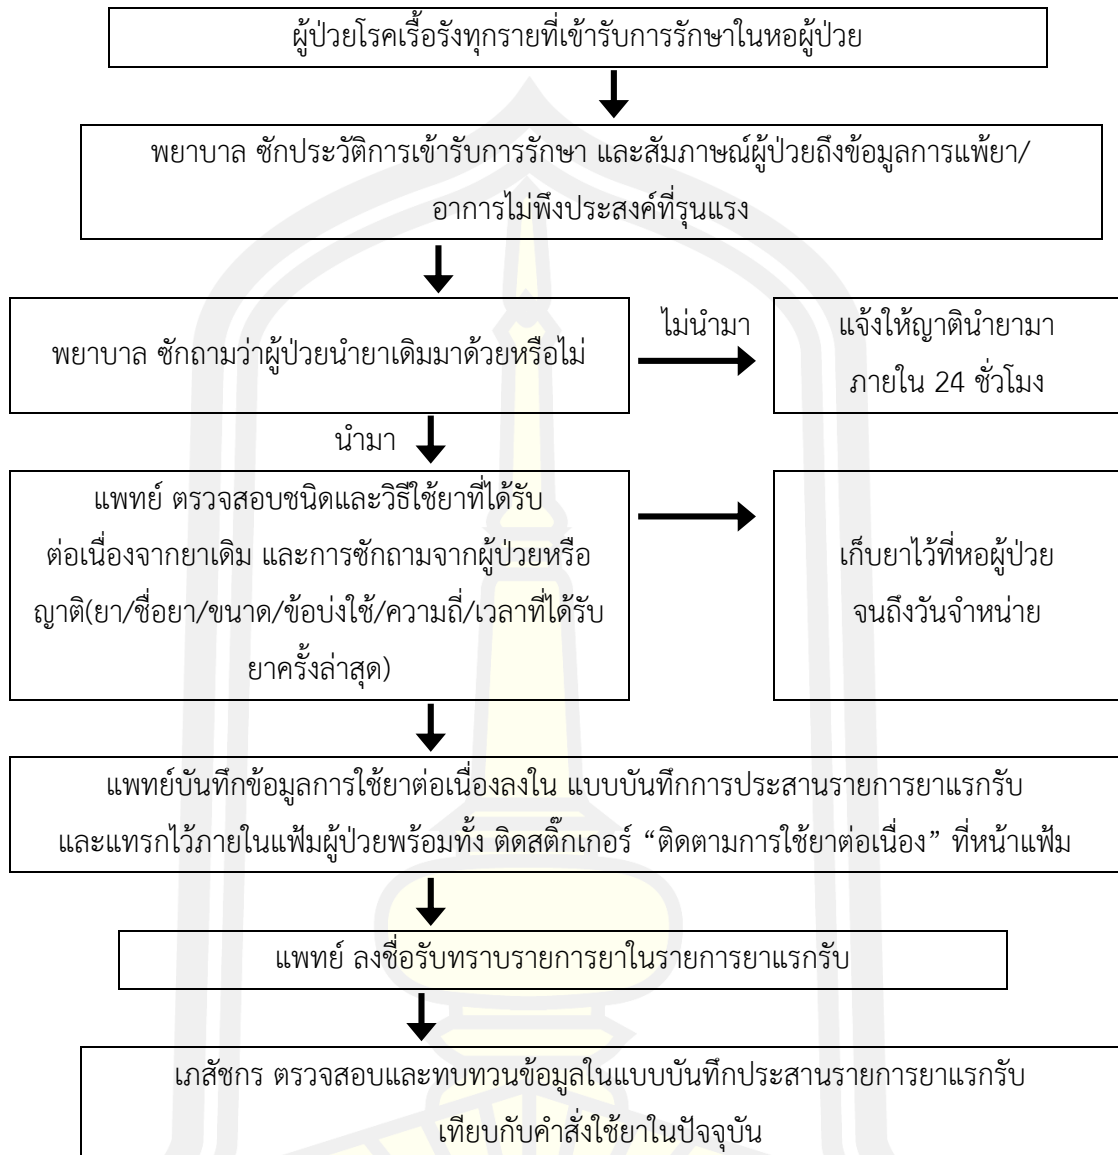 ผู้ป่วยโรคเรื้อรังทุกรายที่เข้ารับการรักษาในหอผู้ป่วย
พยาบาล ซักประวัติการเข้ารับการรักษา และสัมภาษณ์ผู้ป่วยถึงข้อมูลการแพ้ยา/
อาการไม่พึงประสงค์ที่รุนแรง
พยาบาล ซักถามว่าผู้ป่วยนำยาเดิมมาด้วยหรือไม่
ไม่นำมา
แจ้งให้ญาตินำยามา
ภายใน 24 ชั่วโมง
นำมา
แพทย์ ตรวจสอบชนิดและวิธีใช้ยาที่ได้รับ
ต่อเนื่องจากยาเดิม และการซักถามจากผู้ป่วยหรือ
ญาติ(ยา/ชื่อยา/ขนาด/ข้อบ่งใช้/ความถี่/เวลาที่ได้รับ
ยาครั้งล่าสุด)
เก็บยาไว้ที่หอผู้ป่วย
จนถึงวันจำหน่าย
แพทย์บันทึกข้อมูลการใช้ยาต่อเนื่องลงใน แบบบันทึกการประสานรายการยาแรกรับ
และแทรกไว้ภายในแฟ้มผู้ป่วยพร้อมทั้ง ติดสติ๊กเกอร์ “ติดตามการใช้ยาต่อเนื่อง” ที่หน้าแฟ้ม
แพทย์ ลงชื่อรับทราบรายการยาในรายการยาแรกรับ
เภสัชกร ตรวจสอบและทบทวนข้อมูลในแบบบันทึกประสานรายการยาแรกรับ
เทียบกับคำสั่งใช้ยาในปัจจุบัน